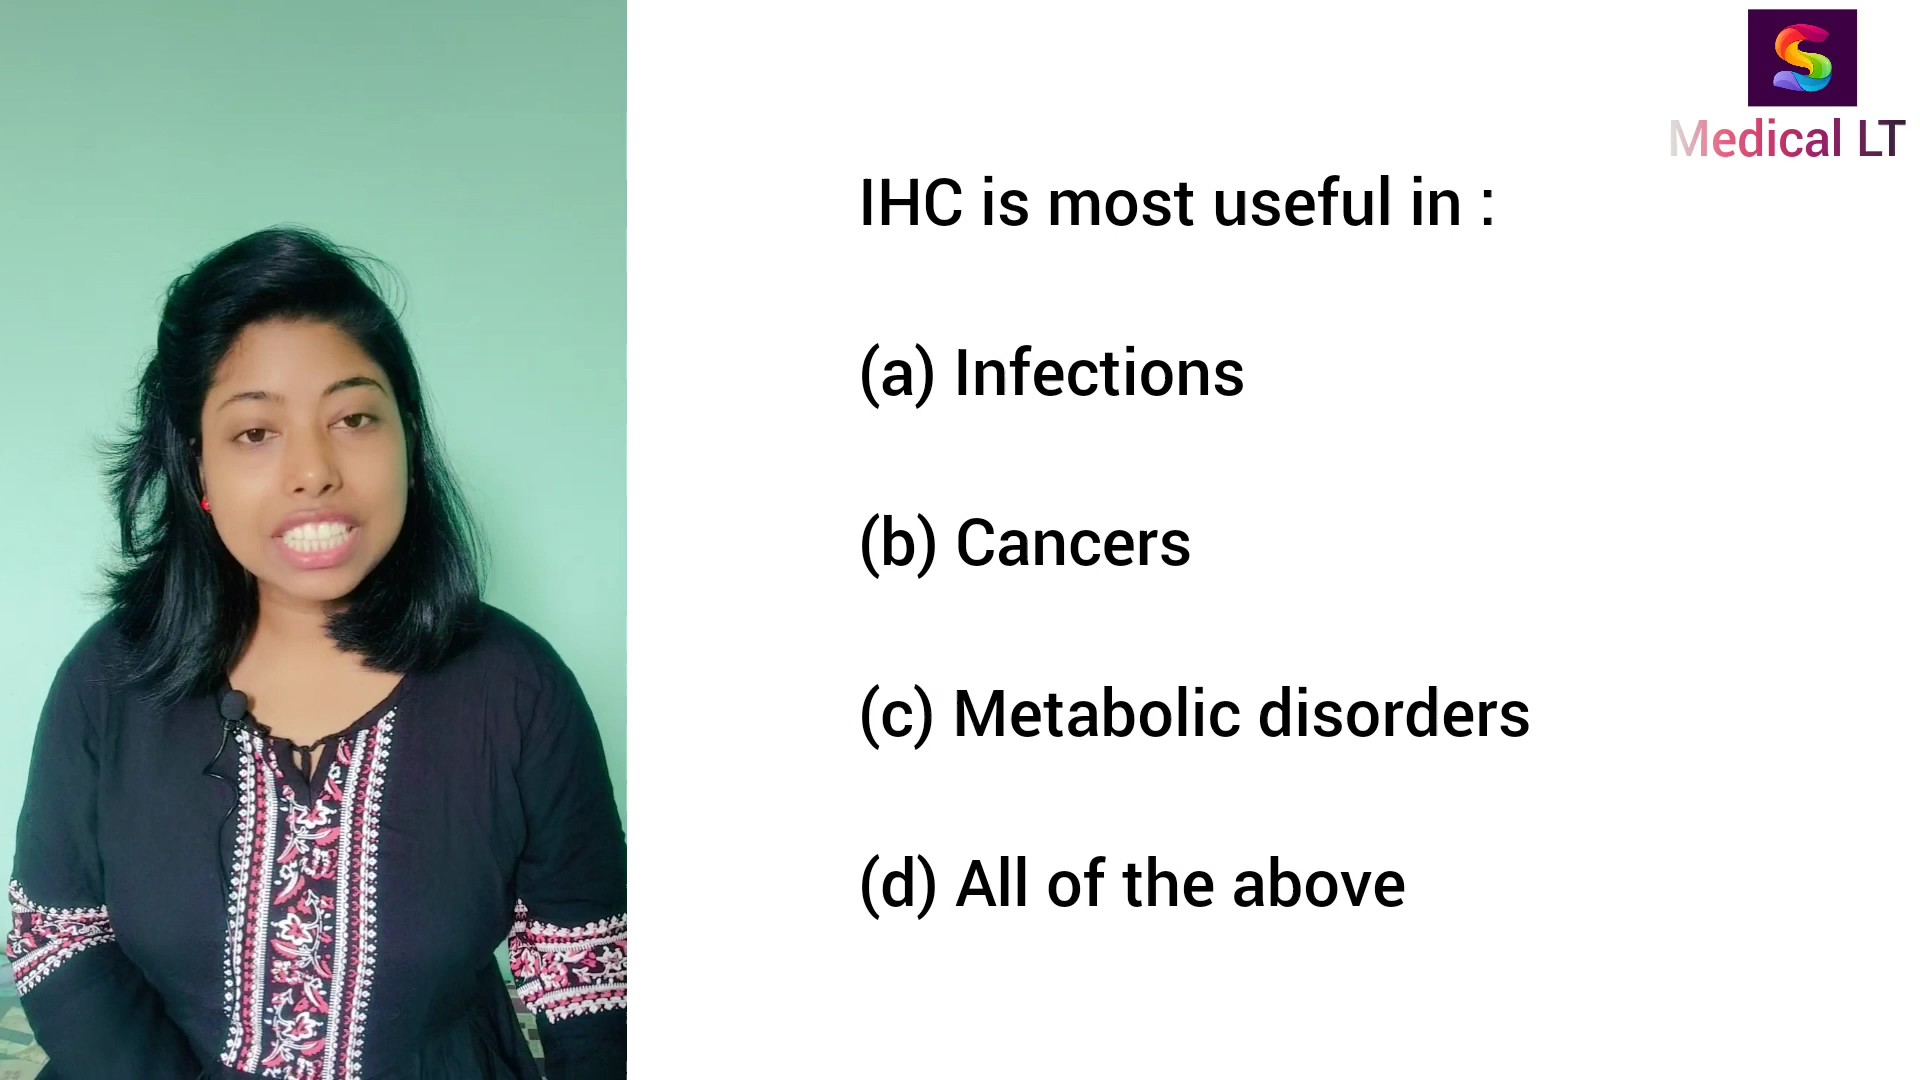 Medical LT
IHC is most useful in :
(a) Infections
(b) Cancers
(c) Metabolic disorders
(d) All of the above